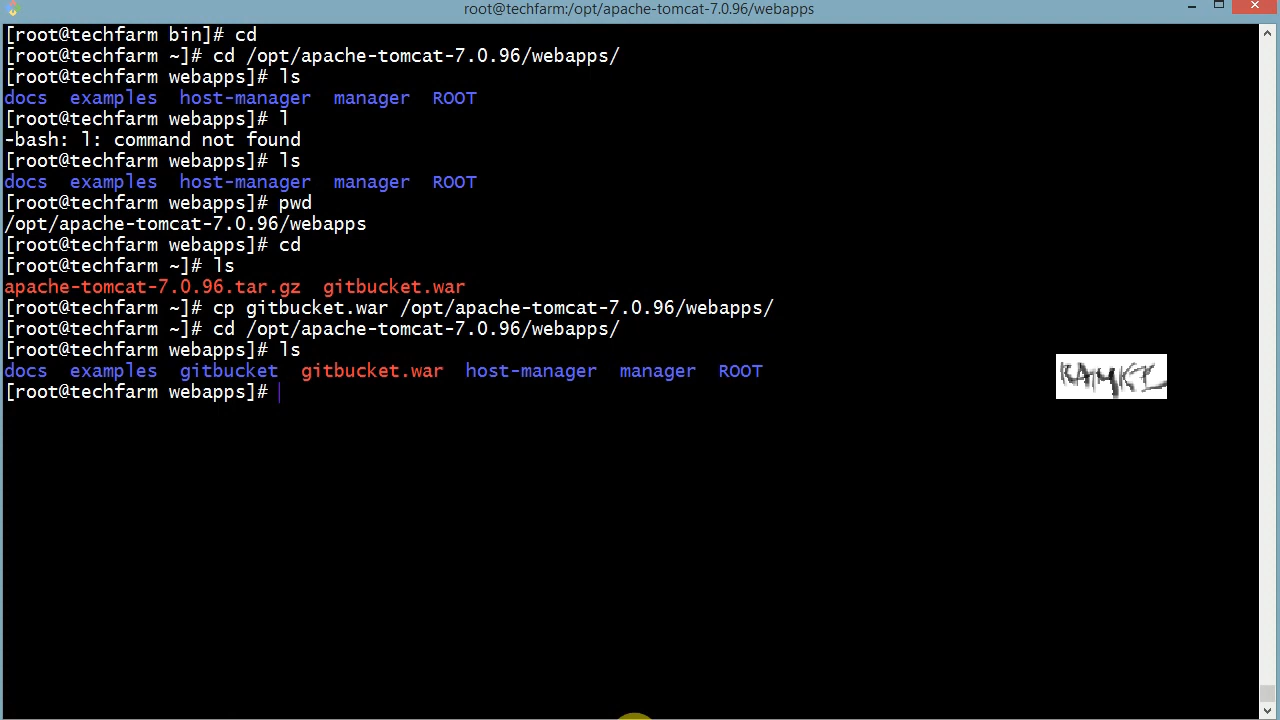 root@techfarm:/opt/apache-tomcat-7.0.96/webapps
[root@techfarm bin]# cd
[root@techfarm ~]# cd /opt/apache-tomcat-7.0.96/webapps/
[root@techfarm webapps]# ls
docs examples host-manager manager ROOT
[root@techfarm webapps]# l
-bash: l: command not found
[root@techfarm webapps]# ls
docs examples host-manager manager ROOT
[root@techfarm webapps]# pwd
/opt/apache-tomcat-7.0.96/webapps
[root@techfarm webapps]# cd
[root@techfarm ~]# ls
apache-tomcat-7.0.96.tar.gz gitbucket.war
[root@techfarm ~]# cp gitbucket.war /opt/apache-tomcat-7.0.96/webapps/
[root@techfarm ~]# cd /opt/apache-tomcat-7.0.96/webapps/
[root@techfarm webapps]# ls
docs examples gitbucket gitbucket.war host-manager manager ROOT
[root@techfarm webapps]#